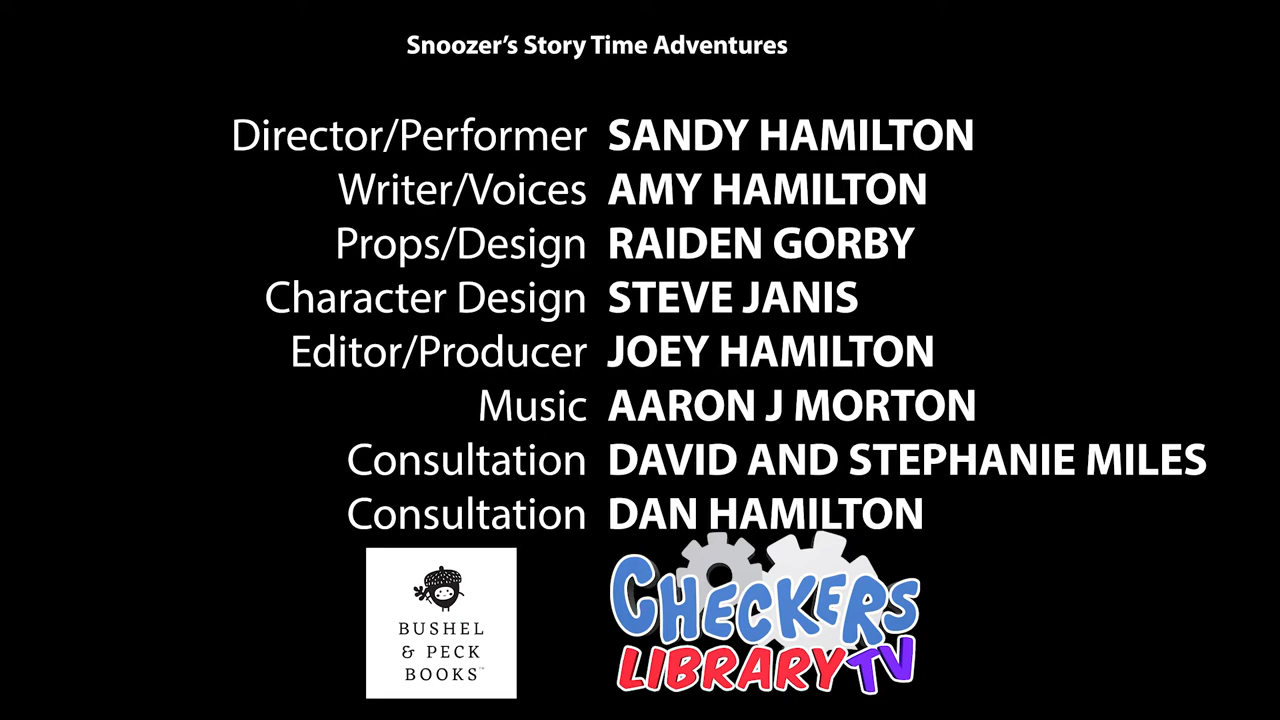 Snoozer's Story Time Adventures
Director/Performer SANDY HAMILTON
Writer/Voices AMY HAMILTON
Props/Design RAIDEN GORBY
Character Design STEVE JANIS
Editor/Producer JOEY HAMILTON
Music AARON J MORTON
Consultation DAVID AND STEPHANIE MILES
Consultation DAN HAMILTON
BUSHEL
& PECK
BOOKS™
CHECKERS
LIBRARY TV